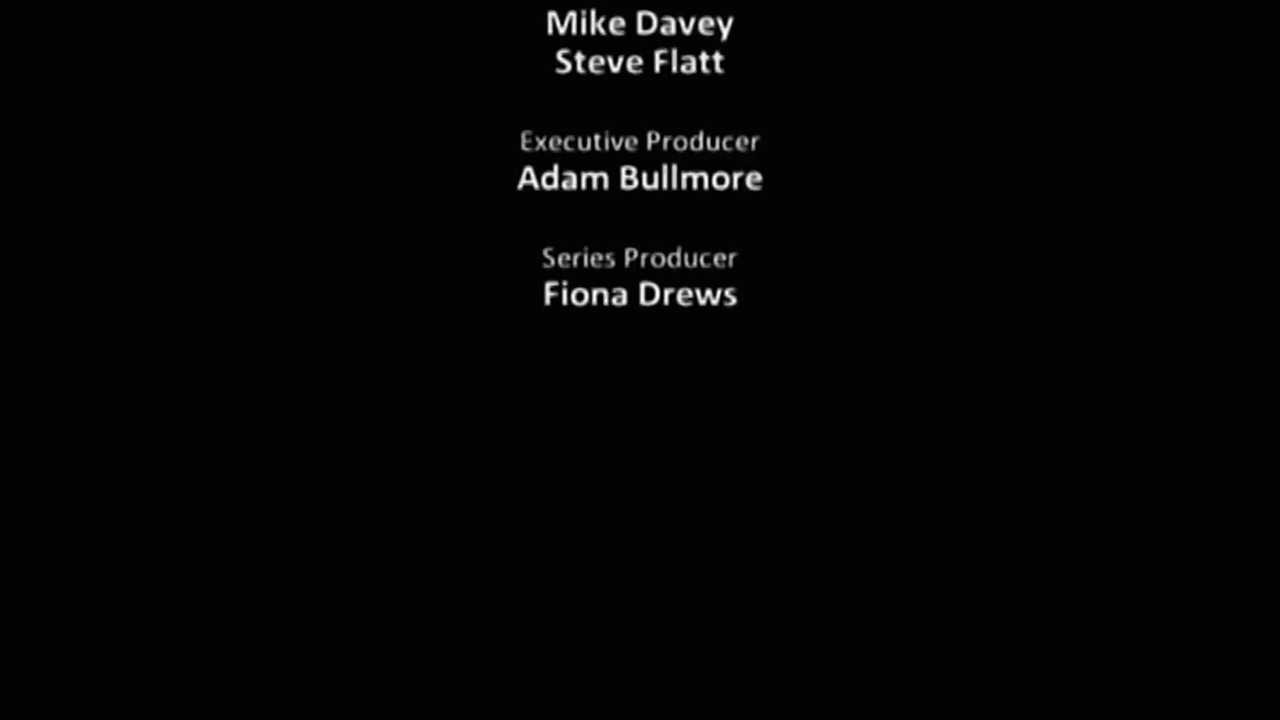 Mike Davey
Steve Flatt
Executive Producer
Adam Bullmore
Series Producer
Fiona Drews